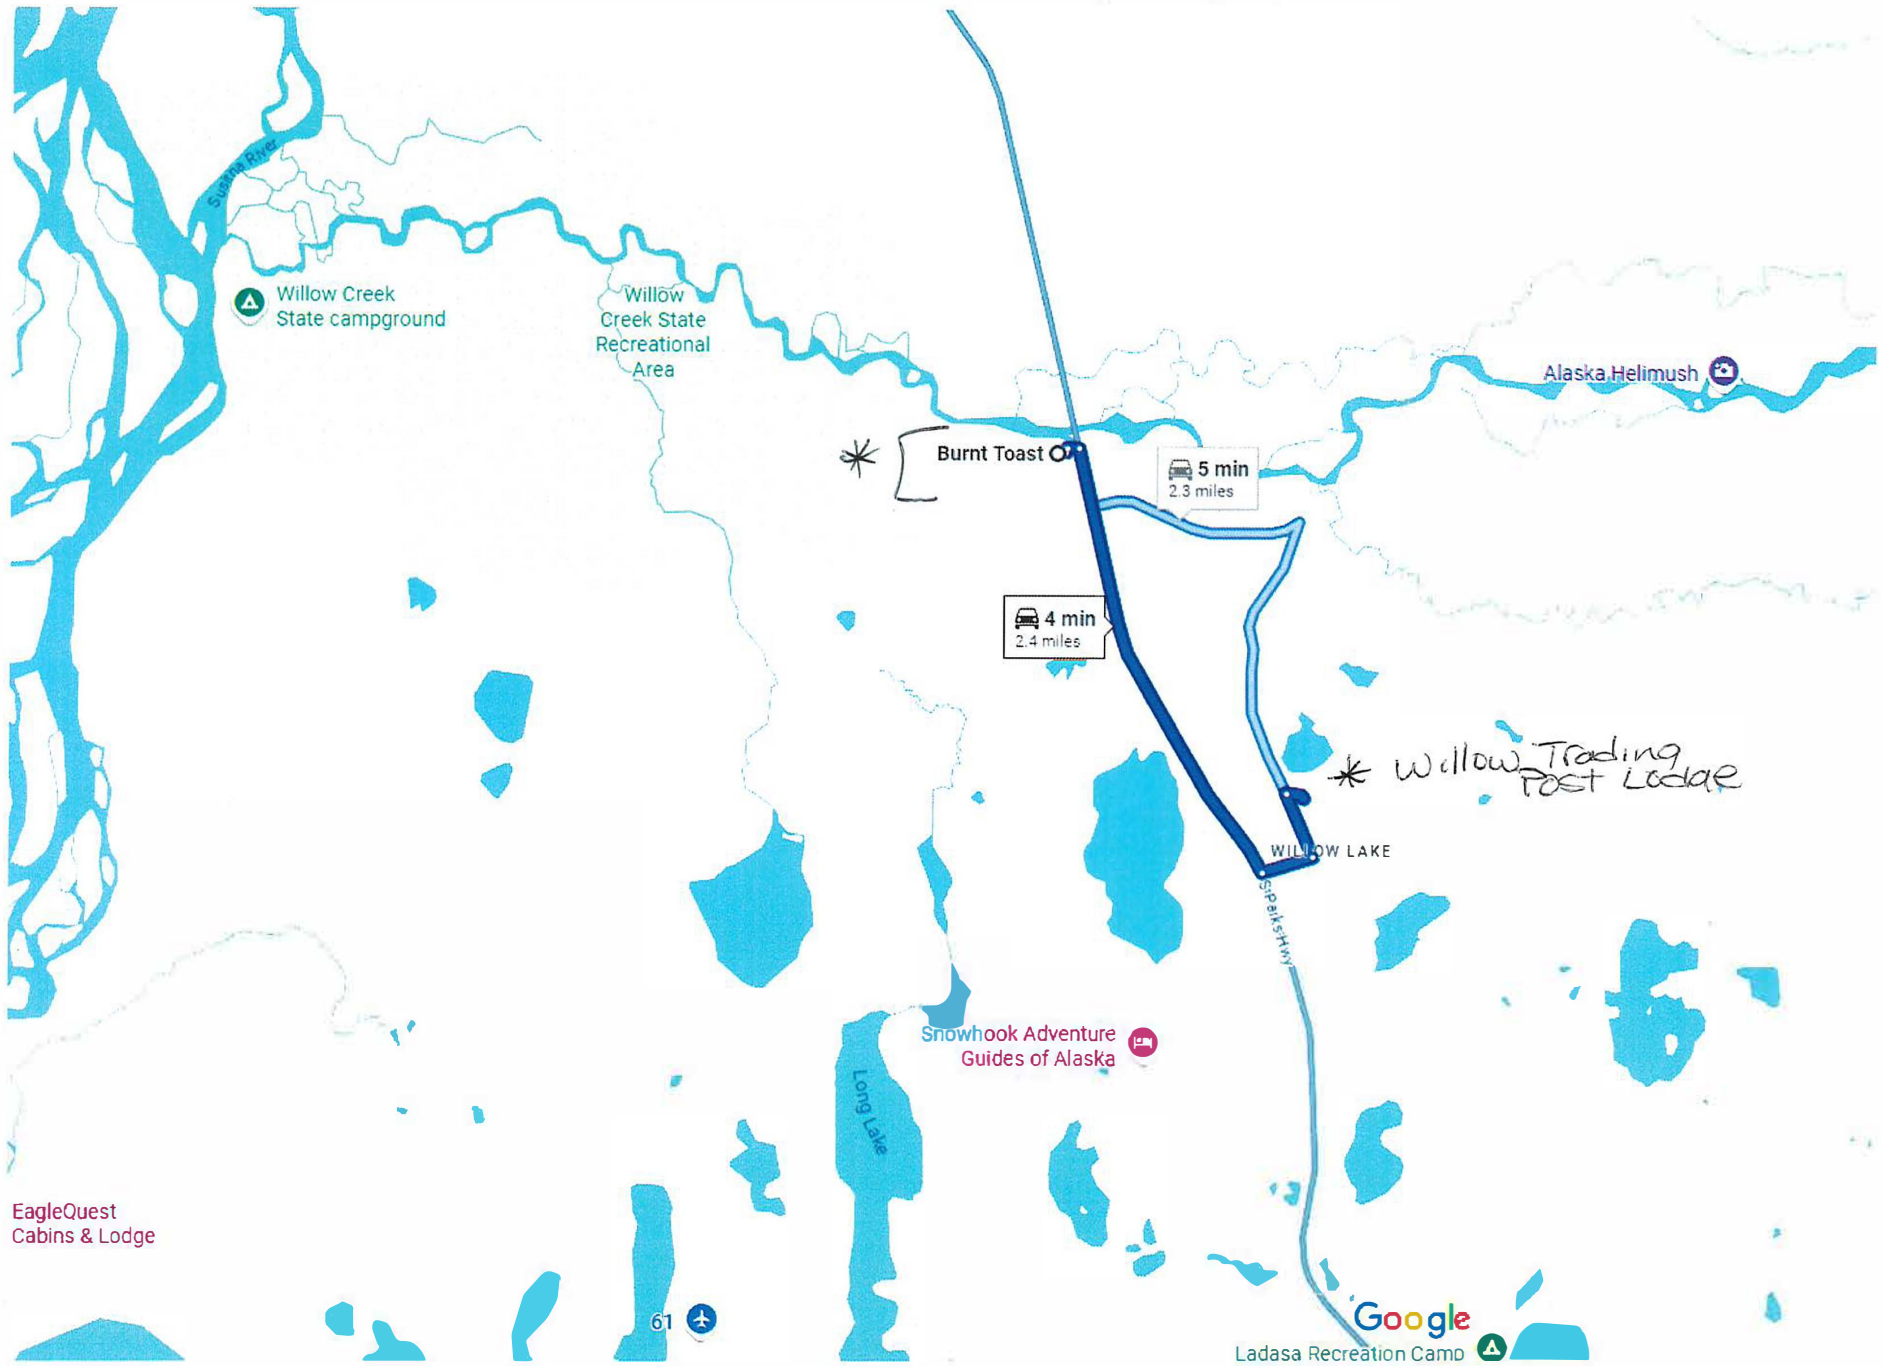 Susitna River
Willow Creek
State campground
Willow
Creek State
Recreational
Area
Alaska Helimush
Burnt Toast
5 min
2.3 miles
4 min
2.4 miles
Willow Trading
Post Lodge
WILLOW LAKE
S Parks Hwy
Snowhook Adventure
Guides of Alaska
Long Lake
EagleQuest
Cabins & Lodge
61
Google
Ladasa Recreation Camp